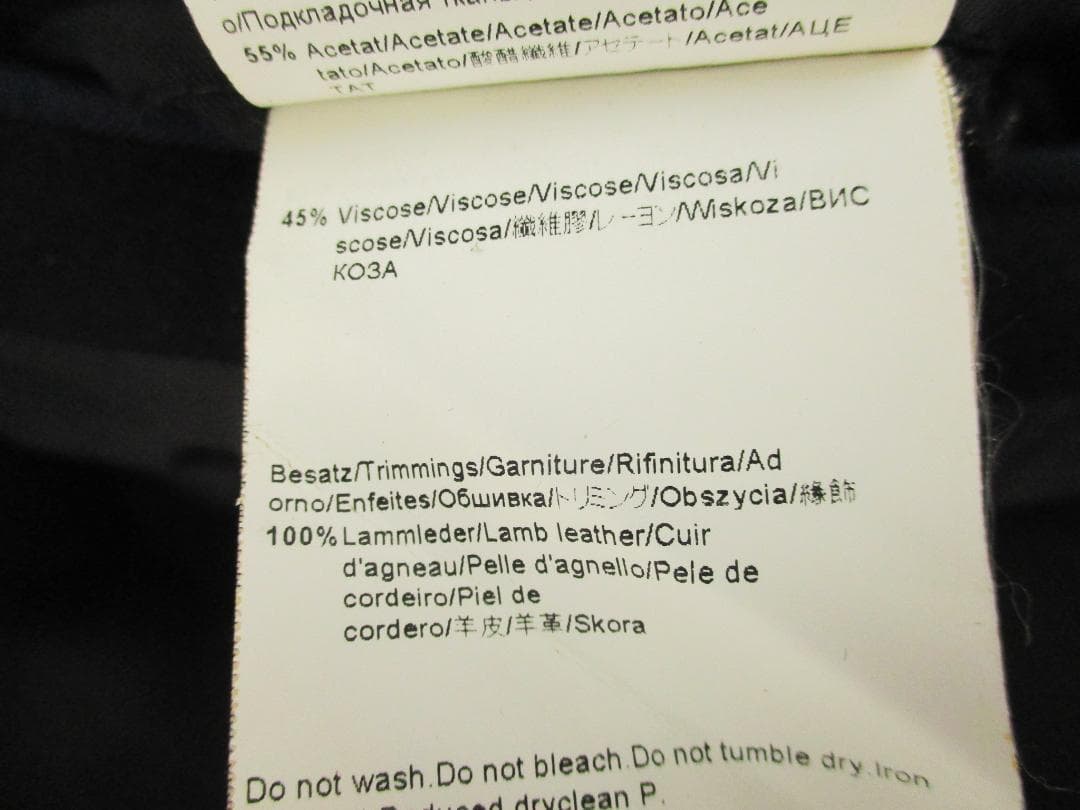 o/Подкладочная
55% Acetat/Acetate/Acetate/Acetato/Ace
tato/Acetato/醋酯纖維/アセテート/Acetat/АЦЕ
ТАТ
45% Viscose/Viscose/Viscose/Viscosa/Vi
scose/Viscosa/纖維膠/レーヨン/Wiskoza/ВИС
КОЗА
Besatz/Trimmings/Garniture/Rifinitura/Ad
orno/Enfeites/Обшивка/トリミング/Obszycia/緣飾
100% Lammleder/Lamb leather/Cuir
d'agneau/Pelle d'agnello/Pele de
cordeiro/Piel de
cordero/羊皮/羊革/Skora
Do not wash.Do not bleach.Do not tumble dry.Iron
Reduced dryclean P.